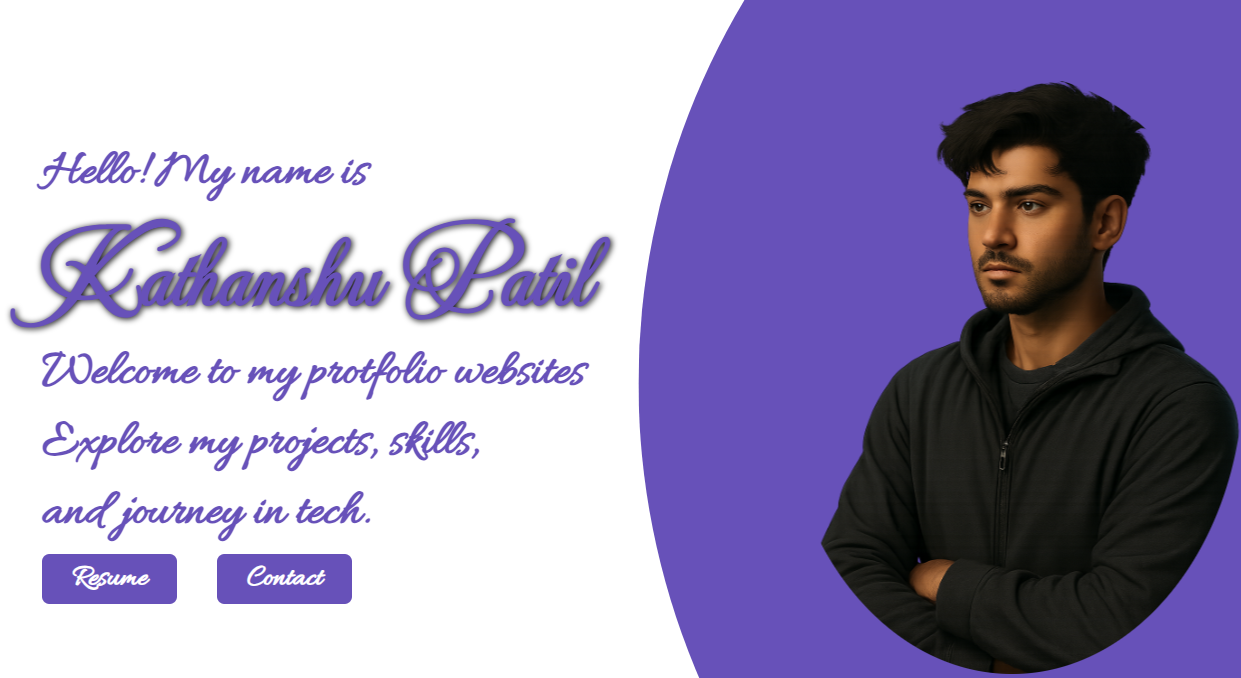 Hello! My name is
Kathanshu Patil
Welcome to my protfolio websites
Explore my projects, skills,
and journey in tech.
Resume
Contact